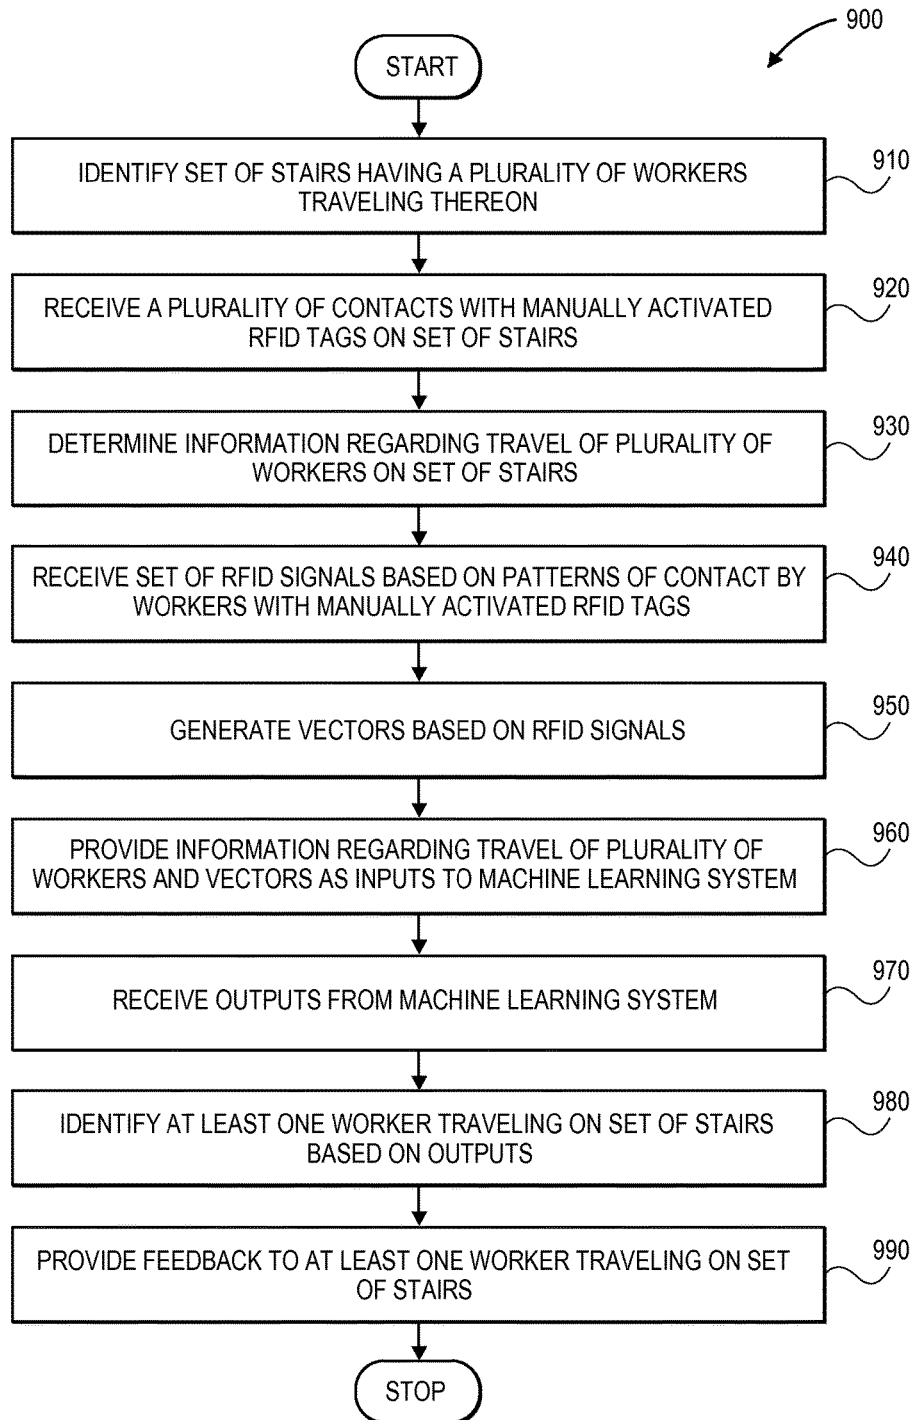 900
START
IDENTIFY SET OF STAIRS HAVING A PLURALITY OF WORKERS
TRAVELING THEREON
910
RECEIVE A PLURALITY OF CONTACTS WITH MANUALLY ACTIVATED
RFID TAGS ON SET OF STAIRS
920
DETERMINE INFORMATION REGARDING TRAVEL OF PLURALITY OF
WORKERS ON SET OF STAIRS
930
RECEIVE SET OF RFID SIGNALS BASED ON PATTERNS OF CONTACT BY
WORKERS WITH MANUALLY ACTIVATED RFID TAGS
940
GENERATE VECTORS BASED ON RFID SIGNALS
950
PROVIDE INFORMATION REGARDING TRAVEL OF PLURALITY OF
WORKERS AND VECTORS AS INPUTS TO MACHINE LEARNING SYSTEM
960
RECEIVE OUTPUTS FROM MACHINE LEARNING SYSTEM
970
IDENTIFY AT LEAST ONE WORKER TRAVELING ON SET OF STAIRS
BASED ON OUTPUTS
980
PROVIDE FEEDBACK TO AT LEAST ONE WORKER TRAVELING ON SET
OF STAIRS
990
STOP